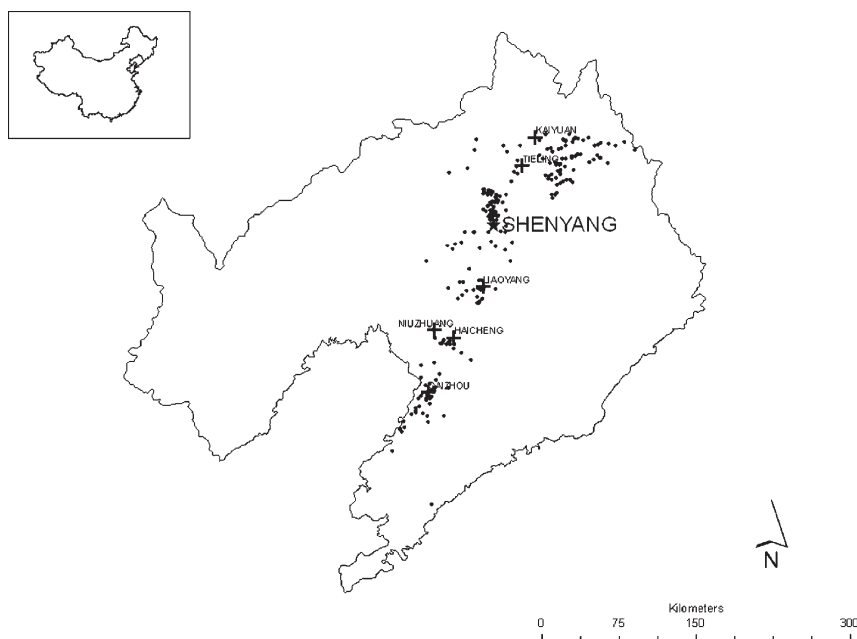 KAIYUAN
TIELING
SHENYANG
LIAOYANG
NIUZHUANG
HAICHENG
GAIZHOU
N
Kilometers
0 75 150 300